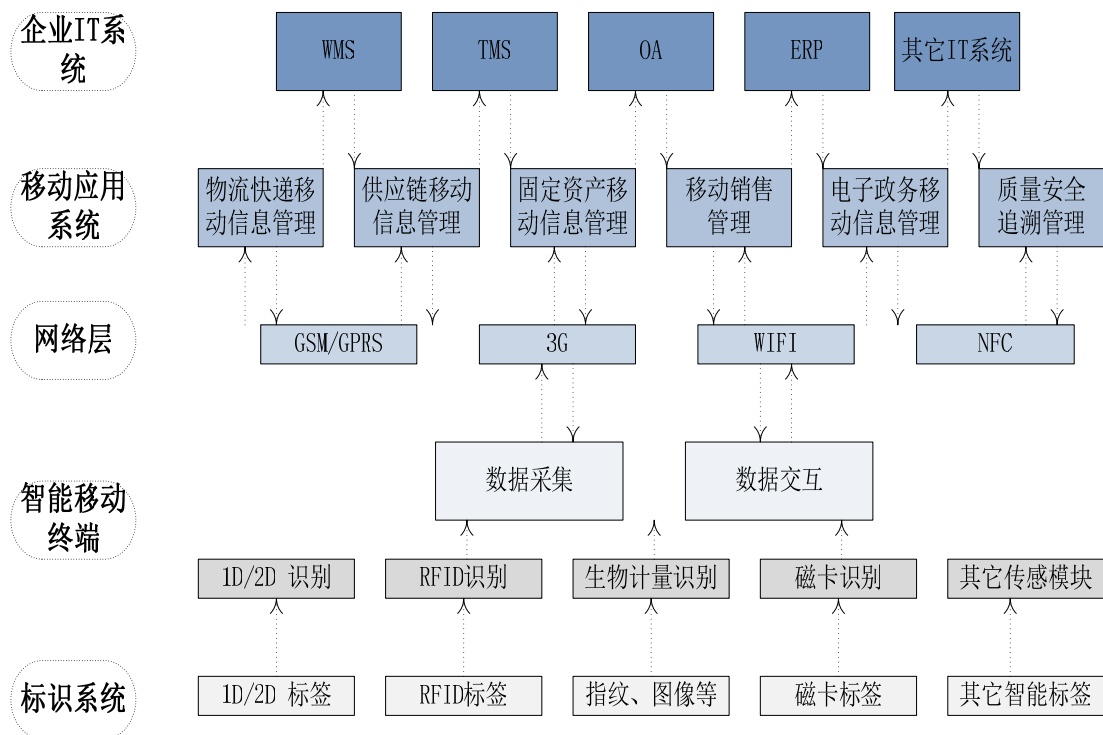 企业IT系
统
WMS
TMS
OA
ERP
其它IT系统
移动应用
系统
物流快递移
动信息管理
供应链移动
信息管理
固定资产移
动信息管理
移动销售
管理
电子政务移
动信息管理
质量安全
追溯管理
网络层
GSM/GPRS
3G
WIFI
NFC
智能移动
终端
数据采集
数据交互
1D/2D 识别
RFID识别
生物计量识别
磁卡识别
其它传感模块
标识系统
1D/2D 标签
RFID标签
指纹、图像等
磁卡标签
其它智能标签